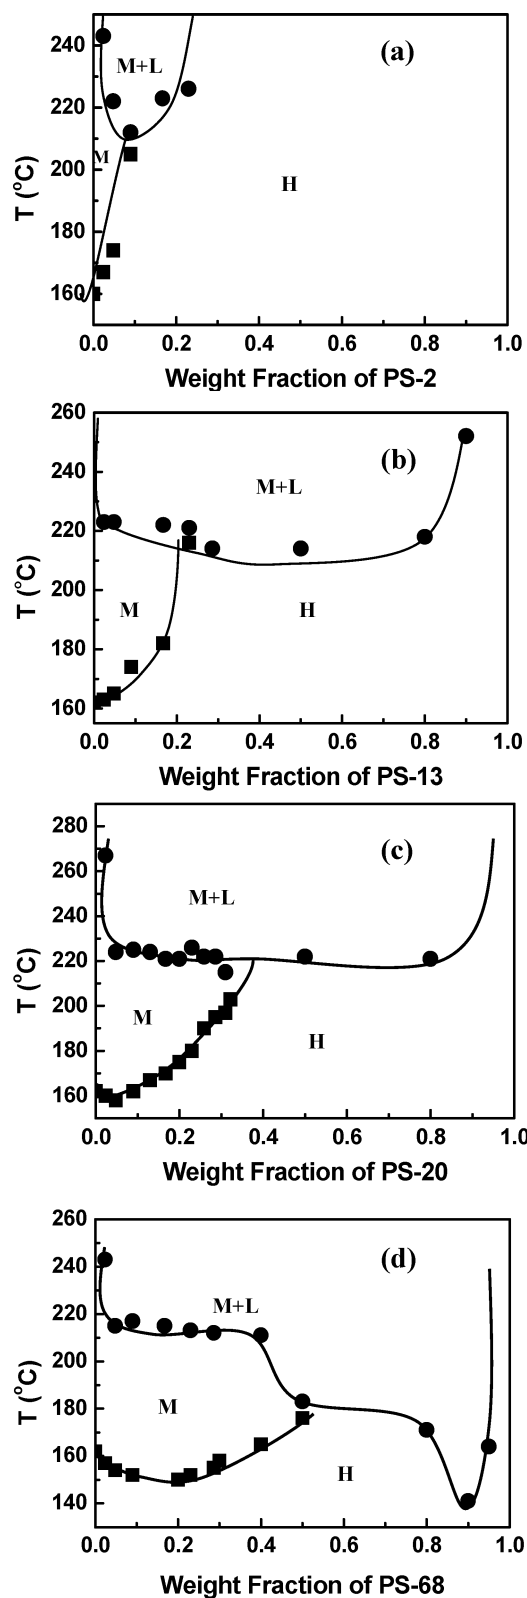 240
220
200
180
160
T (°C)
(a)
M+L
M
H
0.0 0.2 0.4 0.6 0.8 1.0
Weight Fraction of PS-2
260
240
220
200
180
160
T (°C)
(b)
M+L
M
H
0.0 0.2 0.4 0.6 0.8 1.0
Weight Fraction of PS-13
280
260
240
220
200
180
160
T (°C)
(c)
M+L
M
H
0.0 0.2 0.4 0.6 0.8 1.0
Weight Fraction of PS-20
260
240
220
200
180
160
140
T (°C)
(d)
M+L
M
H
0.0 0.2 0.4 0.6 0.8 1.0
Weight Fraction of PS-68